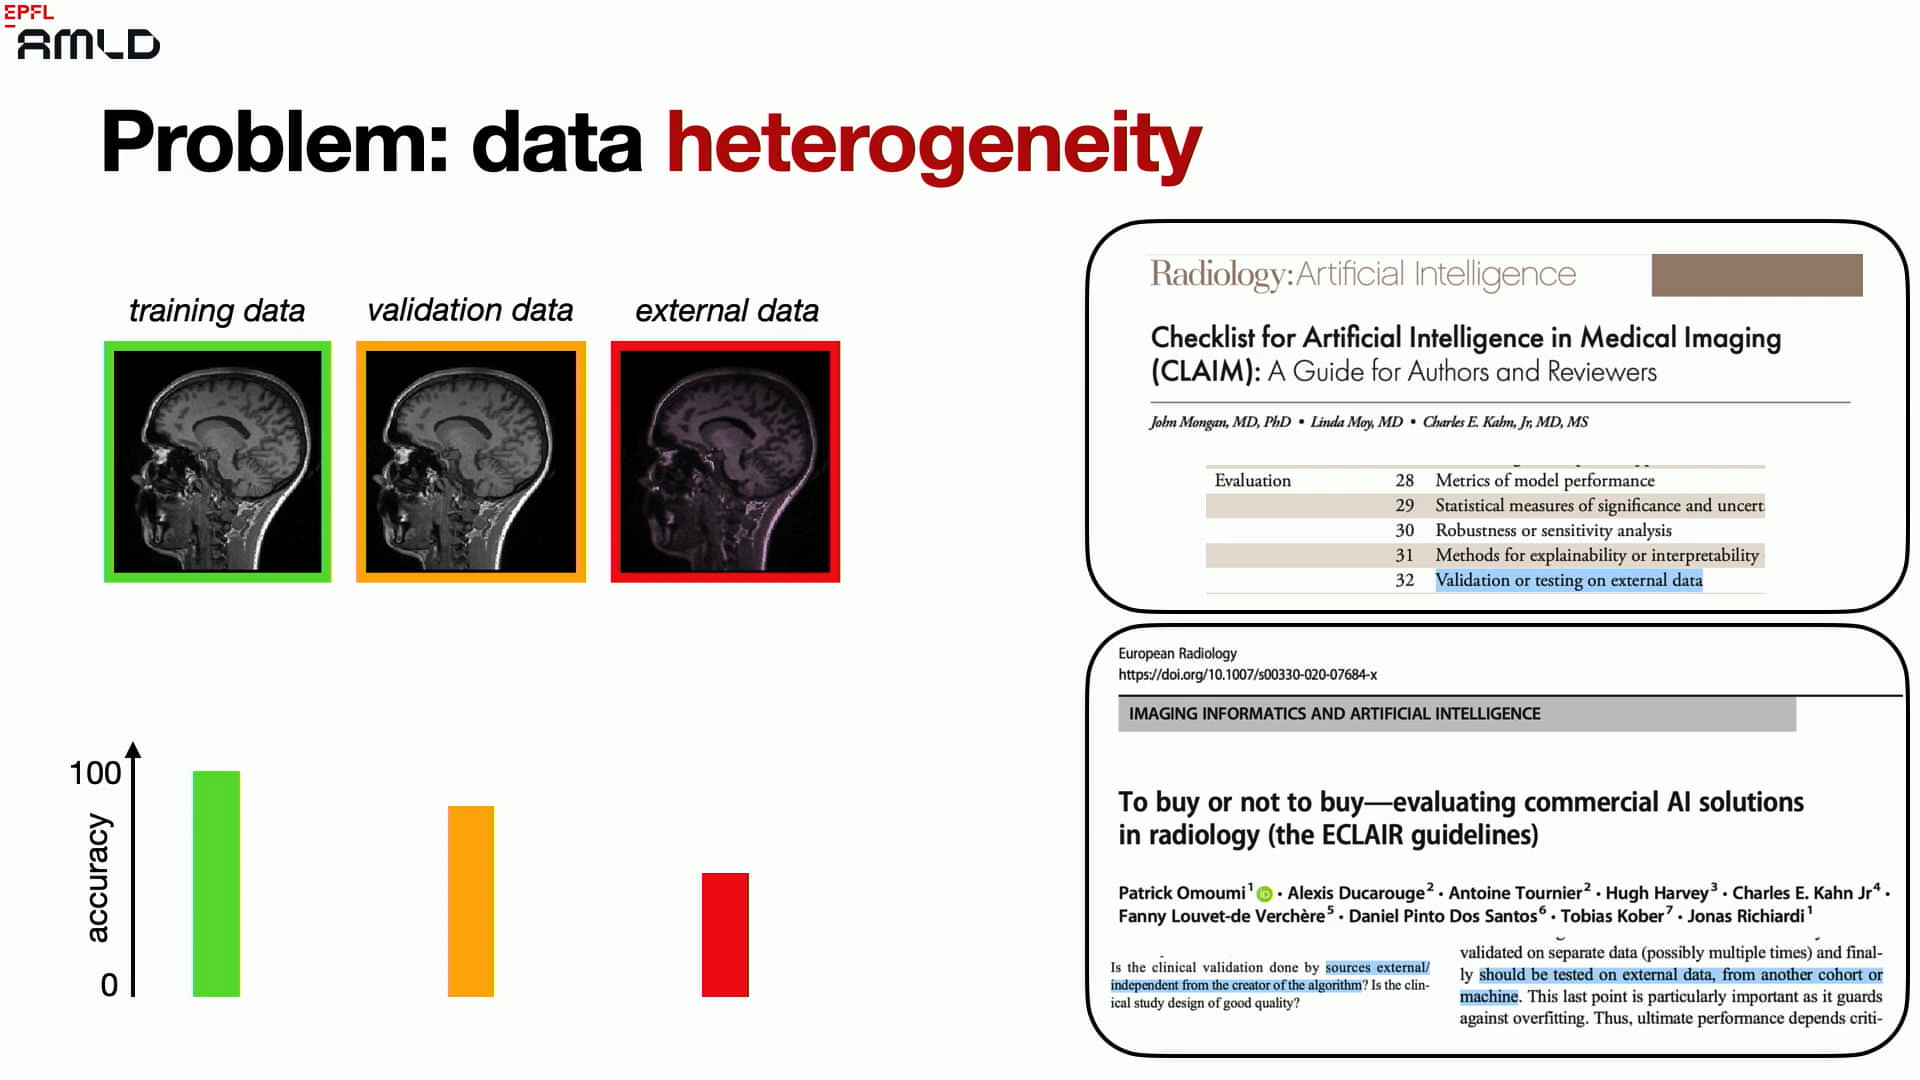 EPFL
AMLD
Problem: data heterogeneity
training data
validation data
external data
100
accuracy
0
Radiology: Artificial Intelligence
Checklist for Artificial Intelligence in Medical Imaging
(CLAIM): A Guide for Authors and Reviewers
John Mongan, MD, PhD • Linda Moy, MD • Charles E. Kahn, Jr, MD, MS
Evaluation 28 Metrics of model performance
29 Statistical measures of significance and uncert
30 Robustness or sensitivity analysis
31 Methods for explainability or interpretability
32 Validation or testing on external data
European Radiology
https://doi.org/10.1007/s00330-020-07684-x
IMAGING INFORMATICS AND ARTIFICIAL INTELLIGENCE
To buy or not to buy—evaluating commercial AI solutions
in radiology (the ECLAIR guidelines)
Patrick Omoumi1 · Alexis Ducarouge2 · Antoine Tournier2 · Hugh Harvey3 · Charles E. Kahn Jr4 ·
Fanny Louvet-de Verchère5 · Daniel Pinto Dos Santos6 · Tobias Kober7 · Jonas Richiardi1
Is the clinical validation done by sources external/
independent from the creator of the algorithm? Is the clin-
ical study design of good quality?
validated on separate data (possibly multiple times) and final-
ly should be tested on external data, from another cohort or
machine. This last point is particularly important as it guards
against overfitting. Thus, ultimate performance depends criti-